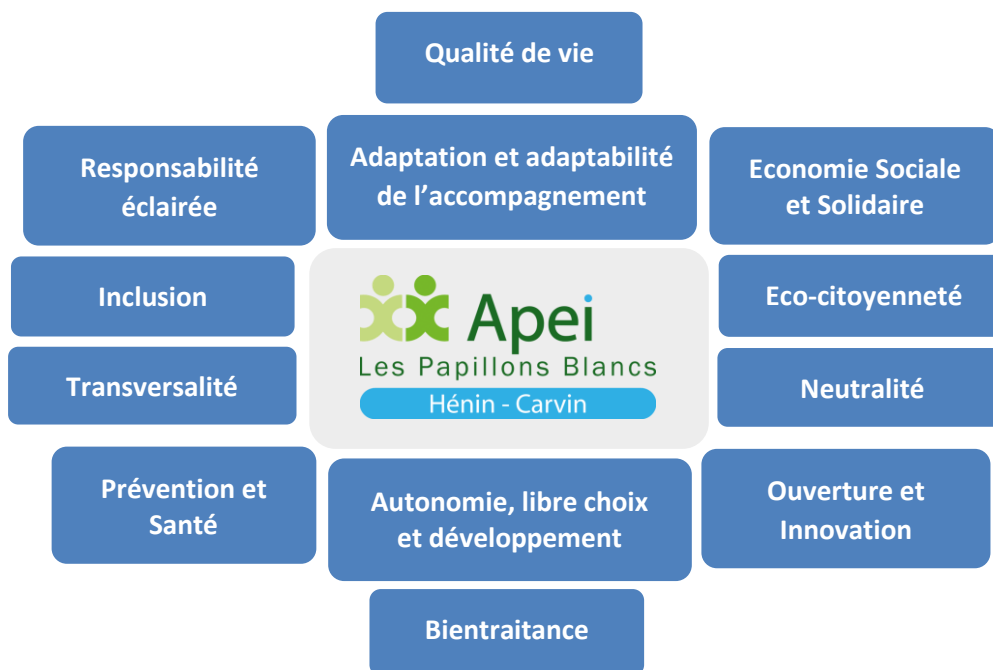 Qualité de vie
Responsabilité
éclairée
Adaptation et adaptabilité
de l’accompagnement
Economie Sociale
et Solidaire
Inclusion
Apei
Les Papillons Blancs
Hénin - Carvin
Eco-citoyenneté
Transversalité
Neutralité
Prévention et
Santé
Autonomie, libre choix
et développement
Ouverture et
Innovation
Bientraitance